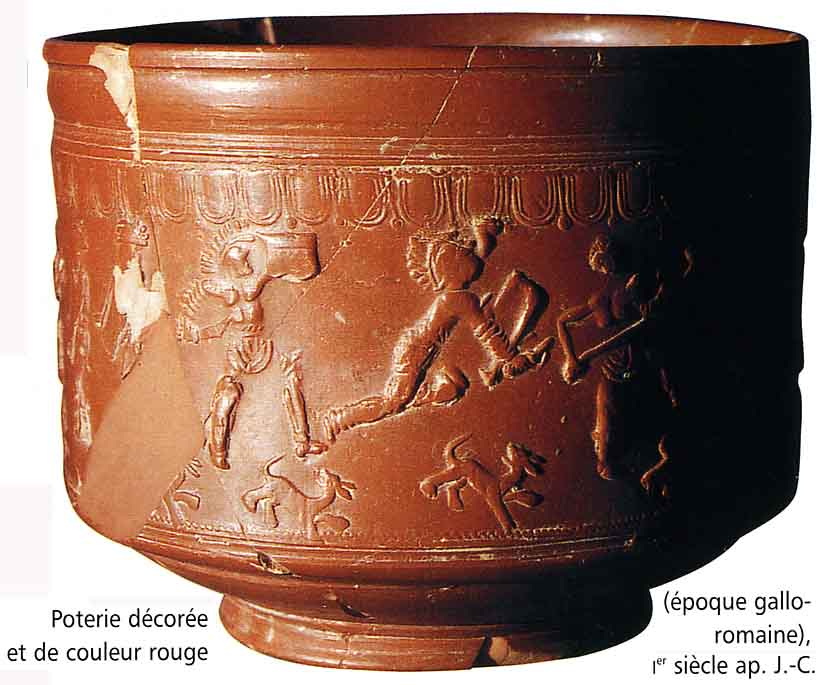 Poterie décorée
et de couleur rouge
(époque gallo-
romaine),
Ier siècle ap. J.-C.